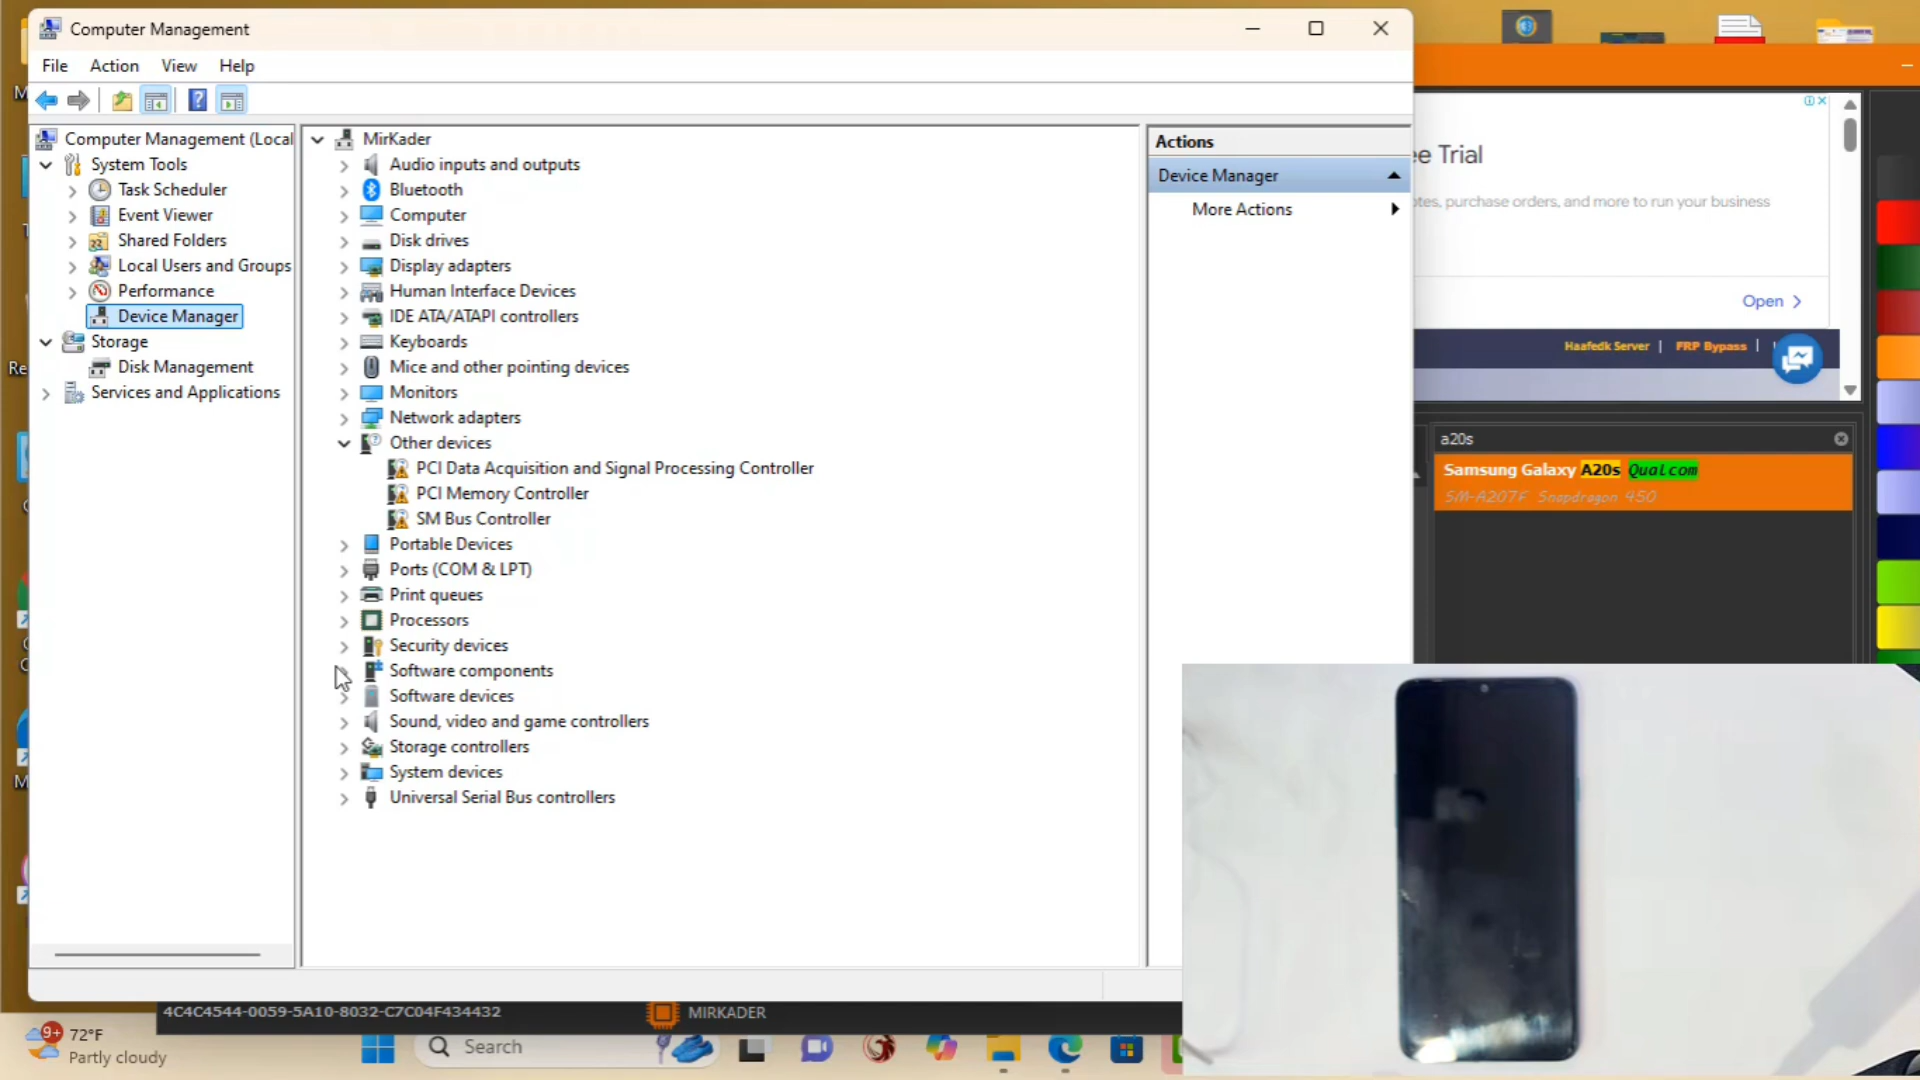 Computer Management
File Action View Help
Computer Management (Local
System Tools
Task Scheduler
Event Viewer
Shared Folders
Local Users and Groups
Performance
Device Manager
Storage
Disk Management
Services and Applications
MirKader
Audio inputs and outputs
Bluetooth
Computer
Disk drives
Display adapters
Human Interface Devices
IDE ATA/ATAPI controllers
Keyboards
Mice and other pointing devices
Monitors
Network adapters
Other devices
PCI Data Acquisition and Signal Processing Controller
PCI Memory Controller
SM Bus Controller
Portable Devices
Ports (COM & LPT)
Print queues
Processors
Security devices
Software components
Software devices
Sound, video and game controllers
Storage controllers
System devices
Universal Serial Bus controllers
Actions
Device Manager
More Actions
ee Trial
otes, purchase orders, and more to run your business
Open
Haafedk Server | FRP Bypass |
a20s
Samsung Galaxy A20s Qualcom
SM-A207F Snapdragon 450
4C4C4544-0059-5A10-8032-C7C04F434432 MIRKADER
9+ 72°F
Partly cloudy
Search